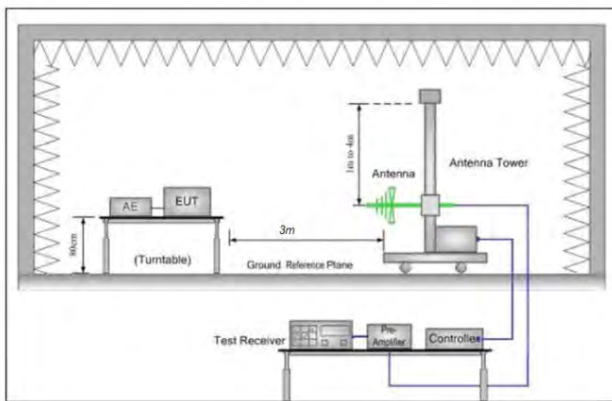 1m to 4m
Antenna
Antenna Tower
AE
EUT
80cm
3m
(Turntable)
Ground Reference Plane
Test Receiver
Pre-
Amplifier
Controller